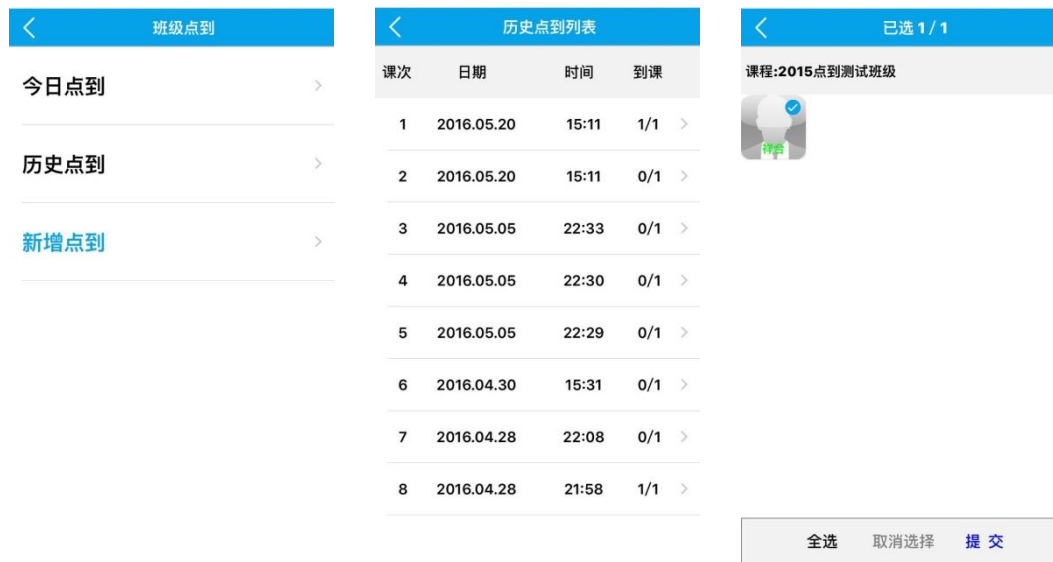 班级点到
今日点到
历史点到
新增点到
历史点到列表
课次 日期 时间 到课
1 2016.05.20 15:11 1/1
2 2016.05.20 15:11 0/1
3 2016.05.05 22:33 0/1
4 2016.05.05 22:30 0/1
5 2016.05.05 22:29 0/1
6 2016.04.30 15:31 0/1
7 2016.04.28 22:08 0/1
8 2016.04.28 21:58 1/1
已选 1 / 1
课程:2015点到测试班级
全选 取消选择 提 交